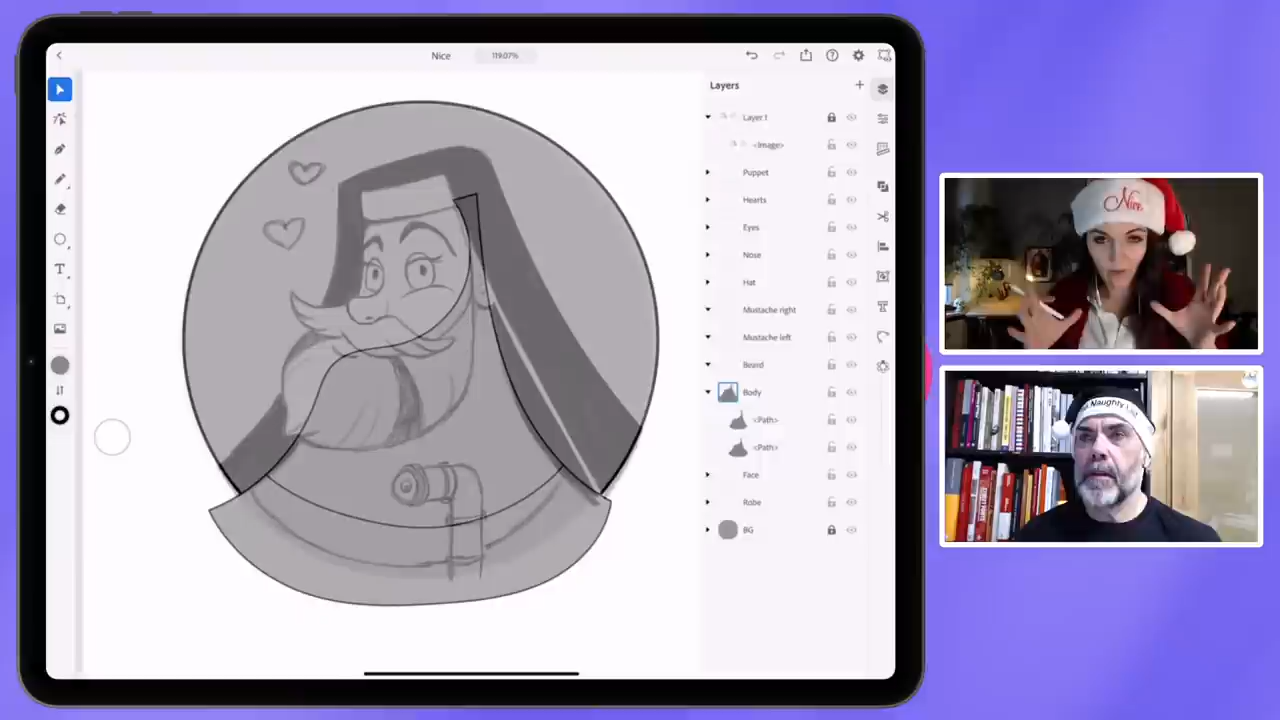 Nice
119.07%
Layers
Layer 1
<Image>
Puppet
Hearts
Eyes
Nose
Hat
Mustache right
Mustache left
Beard
Body
<Path>
<Path>
Face
Robe
BG
Nice
Naughty List